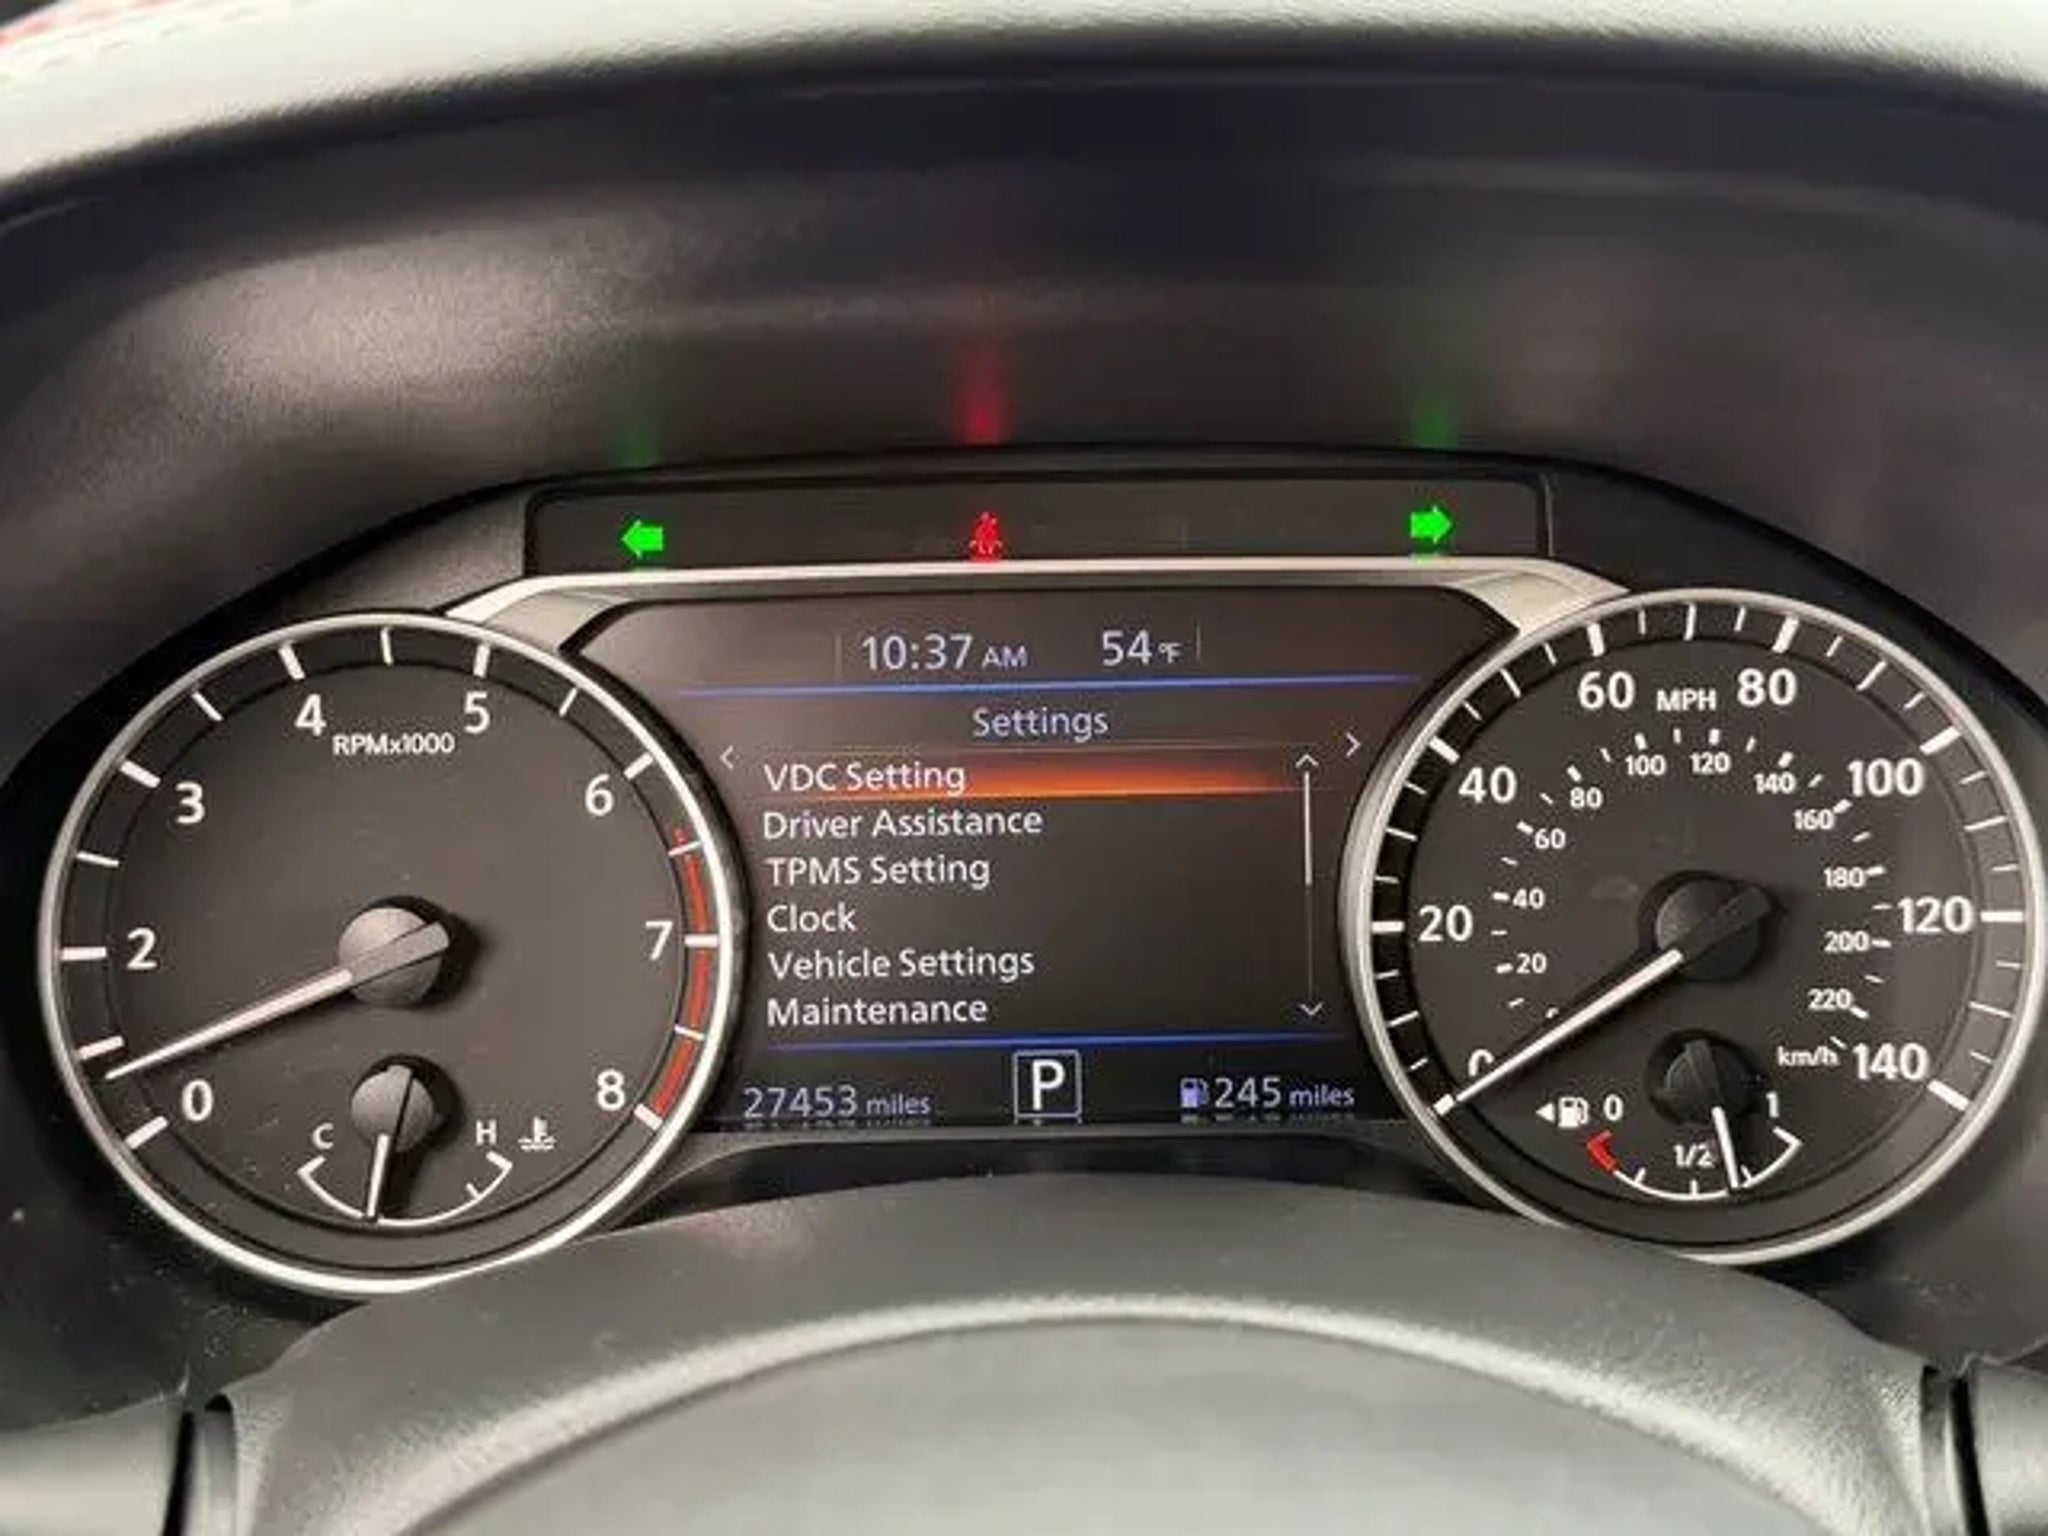 10:37 AM 54 °F
Settings
VDC Setting
Driver Assistance
TPMS Setting
Clock
Vehicle Settings
Maintenance
27453 miles P 245 miles
4 5
RPMx1000
3 6
2 7
0 8
C H
60 MPH 80
40 100
20 120
0 140
100 120
80 140
60 160
40 180
20 200
0 220
km/h
0 1/2 1